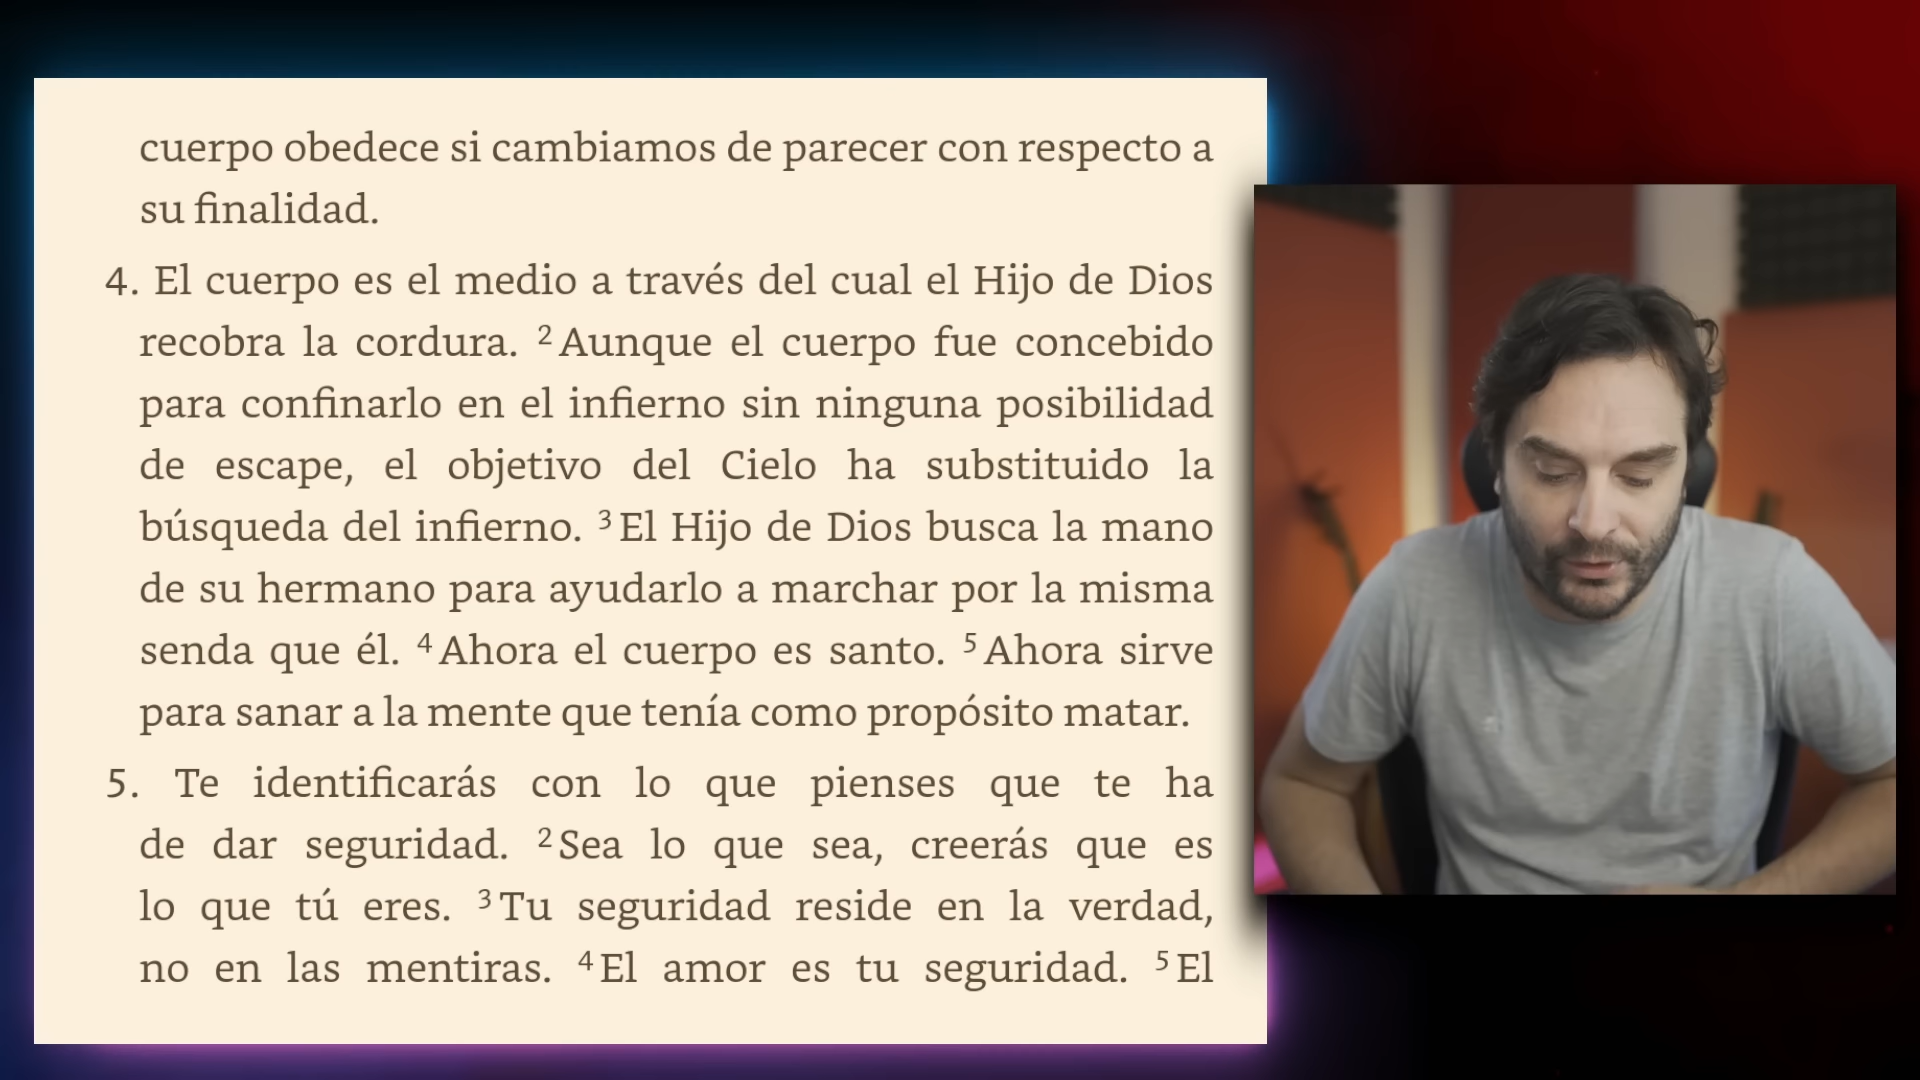 cuerpo obedece si cambiamos de parecer con respecto a
su finalidad.
4. El cuerpo es el medio a través del cual el Hijo de Dios
recobra la cordura. ² Aunque el cuerpo fue concebido
para confinarlo en el infierno sin ninguna posibilidad
de escape, el objetivo del Cielo ha substituido la
búsqueda del infierno. ³ El Hijo de Dios busca la mano
de su hermano para ayudarlo a marchar por la misma
senda que él. ⁴ Ahora el cuerpo es santo. ⁵ Ahora sirve
para sanar a la mente que tenía como propósito matar.
5. Te identificarás con lo que pienses que te ha
de dar seguridad. ² Sea lo que sea, creerás que es
lo que tú eres. ³ Tu seguridad reside en la verdad,
no en las mentiras. ⁴ El amor es tu seguridad. ⁵ El